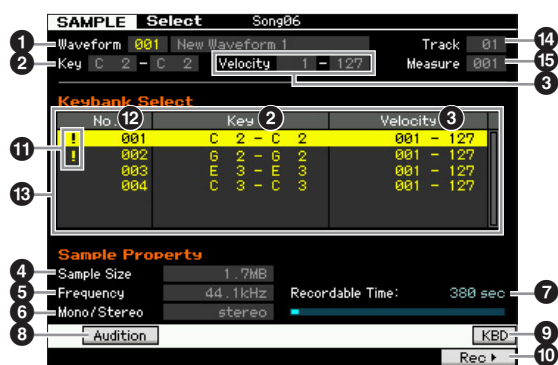 SAMPLE Select Song06
1 Waveform 001 New Waveform 1 Track 01 14
2 Key C 2 - C 2 Velocity 1 - 127 Measure 001 15
3
Keybank Select
No. 12 Key 2 Velocity 3
11 ! 001 C 2 - C 2 001 - 127
! 002 G 2 - G 2 001 - 127
13 003 E 3 - E 3 001 - 127
004 C 3 - C 3 001 - 127
Sample Property
4 Sample Size 1.7MB
5 Frequency 44.1kHz Recordable Time: 380 sec 7
6 Mono/Stereo stereo
8 Audition KBD 9
Rec 10